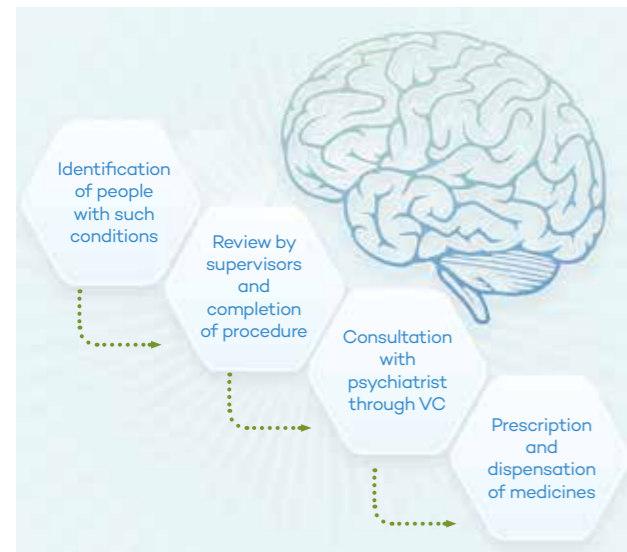 Identification
of people
with such
conditions
Review by
supervisors
and
completion
of procedure
Consultation
with
psychiatrist
through VC
Prescription
and
dispensation
of medicines